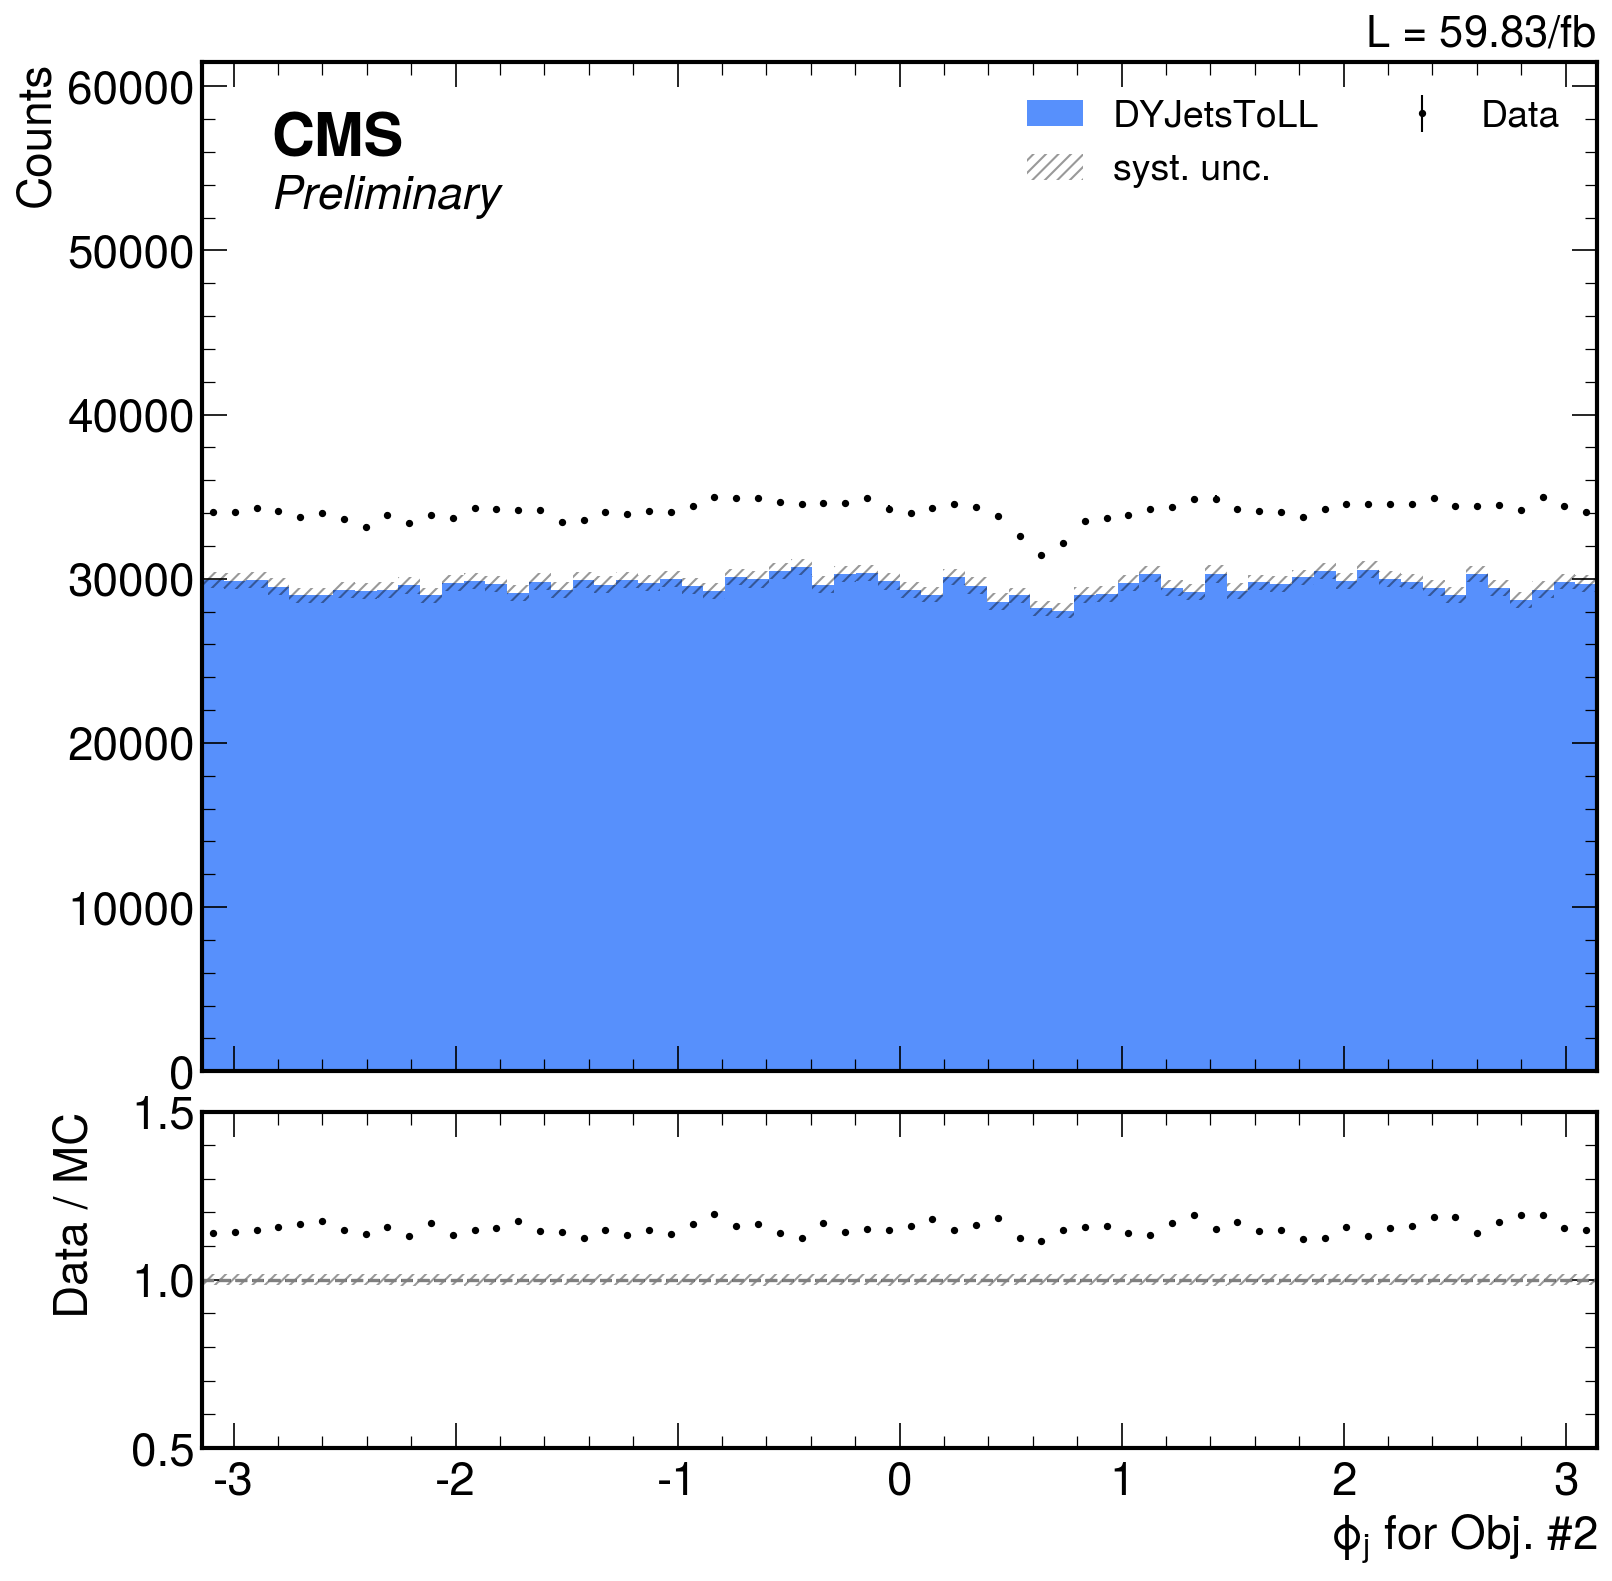 L = 59.83/fb
Counts
60000
50000
40000
30000
20000
10000
0
CMS
Preliminary
DYJetsToLL
syst. unc.
Data
Data / MC
1.5
1.0
0.5
-3 -2 -1 0 1 2 3
ϕj for Obj. #2